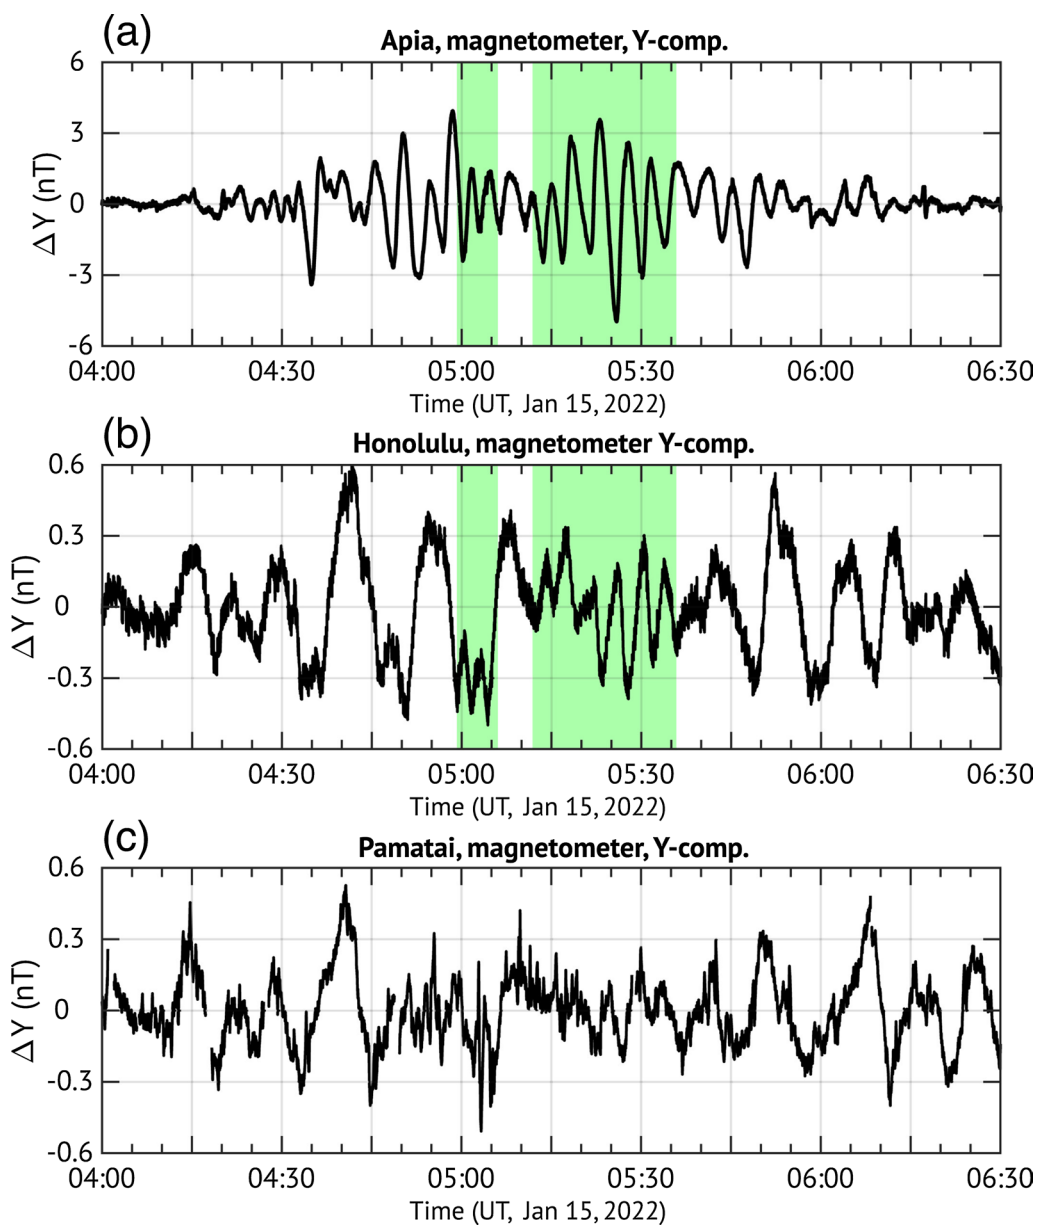 (a)
Apia, magnetometer, Y-comp.
6
3
0
-3
-6
ΔY (nT)
04:00 04:30 05:00 05:30 06:00 06:30
Time (UT, Jan 15, 2022)
(b)
Honolulu, magnetometer Y-comp.
0.6
0.3
0
-0.3
-0.6
ΔY (nT)
04:00 04:30 05:00 05:30 06:00 06:30
Time (UT, Jan 15, 2022)
(c)
Pamatai, magnetometer, Y-comp.
0.6
0.3
0
-0.3
-0.6
ΔY (nT)
04:00 04:30 05:00 05:30 06:00 06:30
Time (UT, Jan 15, 2022)